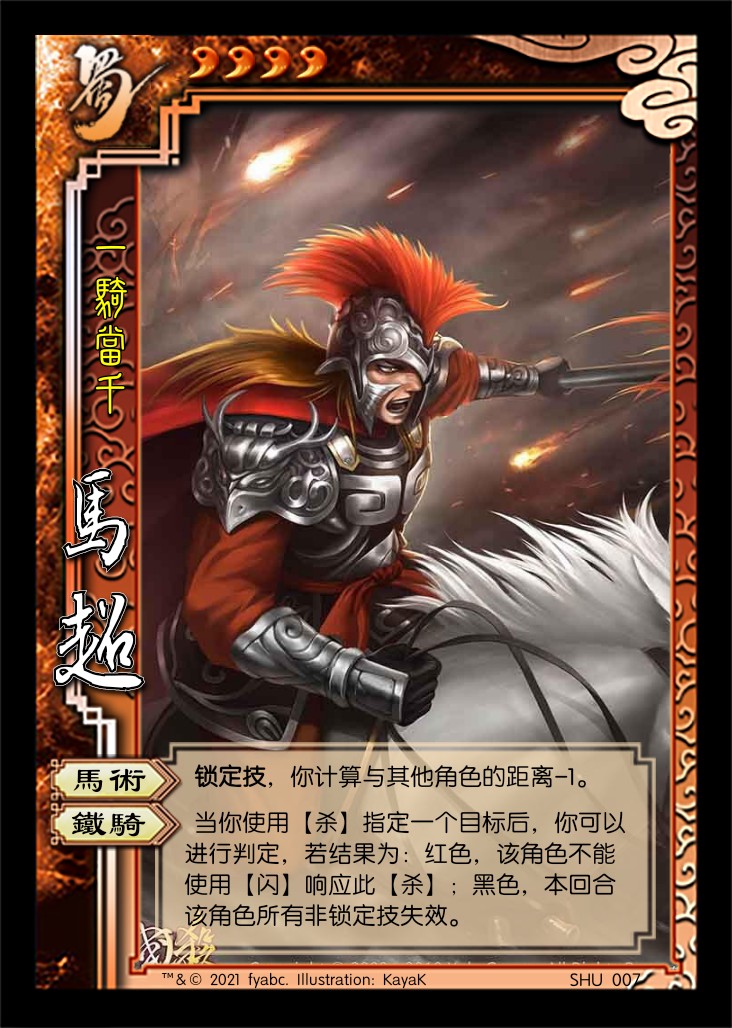 蜀
一騎當千
馬超
馬術
锁定技，你计算与其他角色的距离-1。
鐵騎
当你使用【杀】指定一个目标后，你可以
进行判定，若结果为：红色，该角色不能
使用【闪】响应此【杀】；黑色，本回合
该角色所有非锁定技失效。
™&© 2021 fyabc. Illustration: KayaK
SHU 007